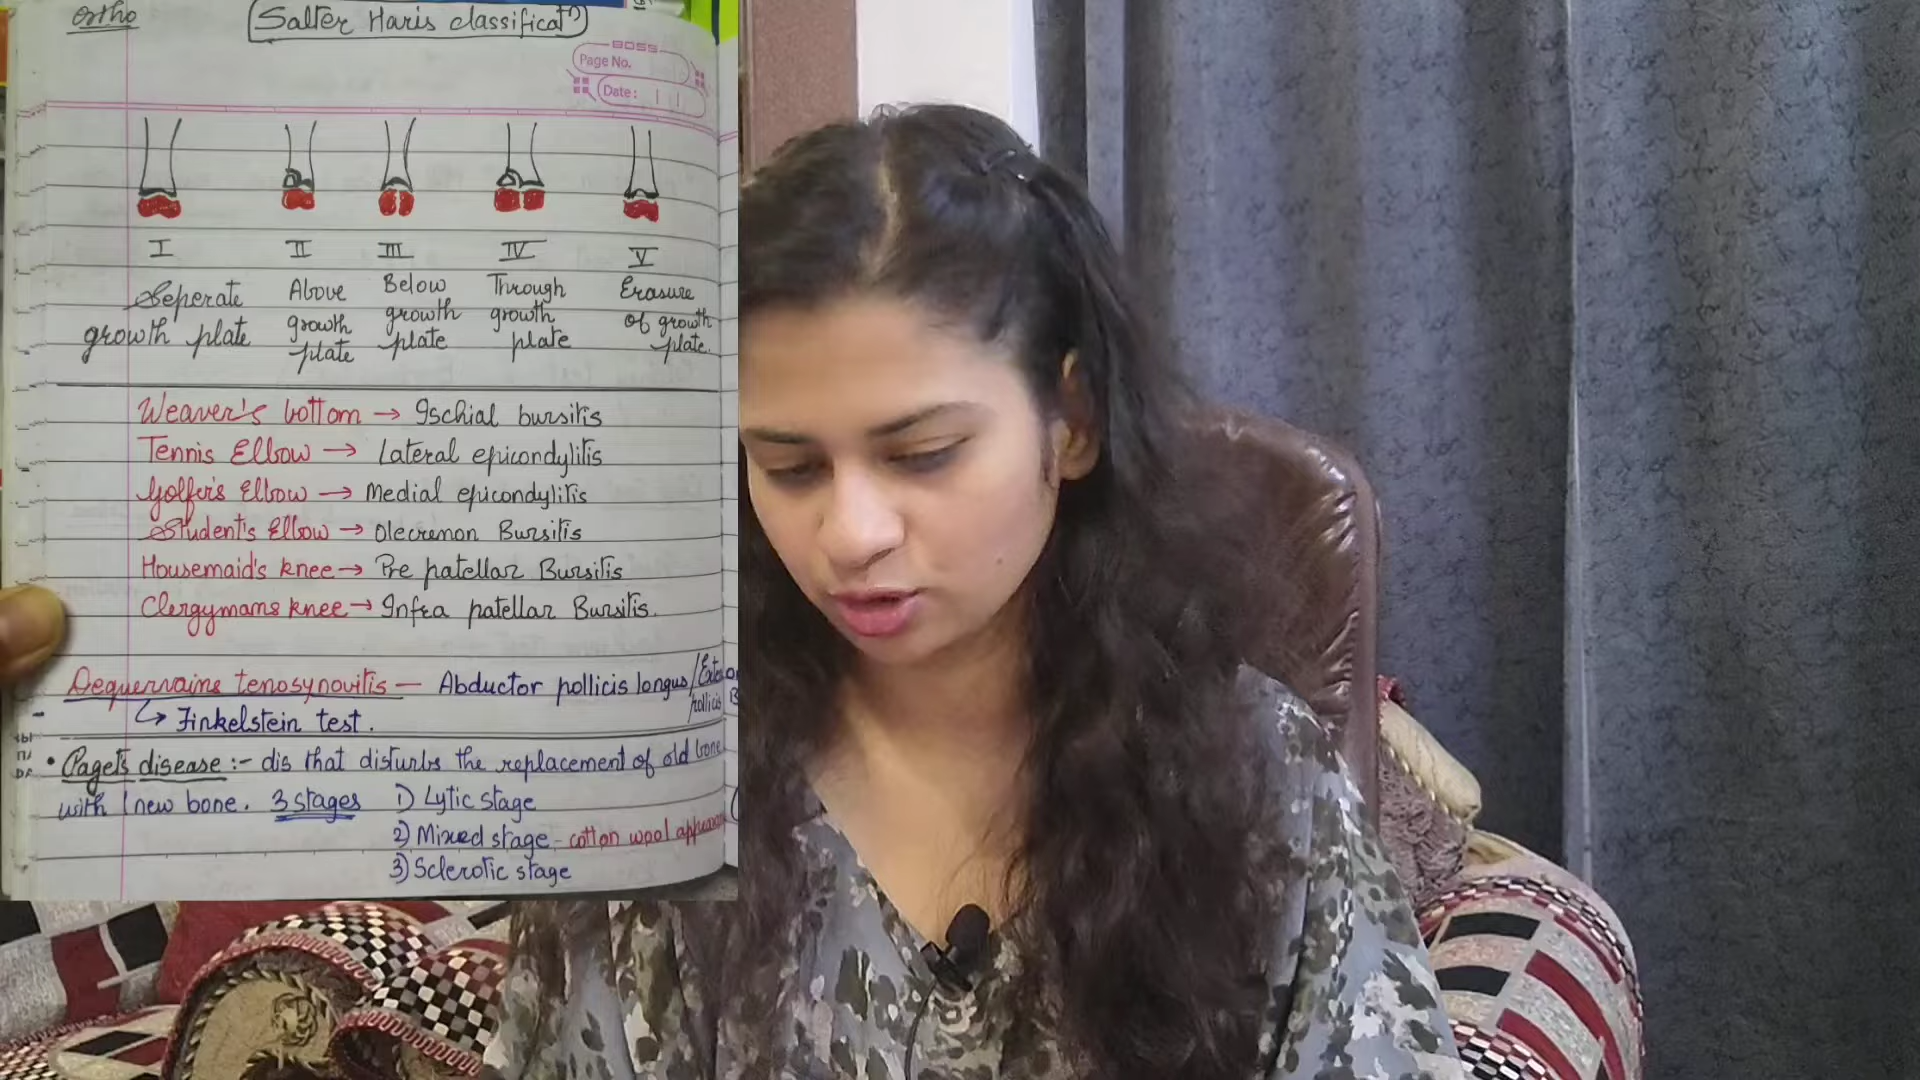 Ortho
Salter Haris classificatn
BOSS
Page No.
Date :
I II III IV V
Seperate growth plate
Above growth plate
Below growth plate
Through growth plate
Erasure of growth plate.
Weaver's bottom → Ischial bursitis
Tennis Elbow → Lateral epicondylitis
Golfer's Elbow → Medial epicondylitis
Student's Elbow → Olecrenon Bursitis
Housemaid's knee → Pre patellar Bursitis
Clergymans knee → Infra patellar Bursitis.
Dequervains tenosynovitis — Abductor pollicis longus/
pollicis B
↳ Finkelstein test.
• Paget's disease :- dis that disturbs the replacement of old bone
with new bone. 3 stages 1) Lytic stage
2) Mixed stage - cotton wool
3) Sclerotic stage